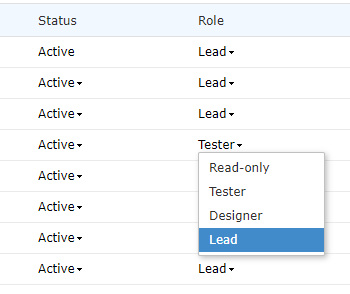 Status Role
Active Lead
Active Lead
Active Lead
Active Tester
Active Read-only
Tester
Active Designer
Active Lead
Active Lead